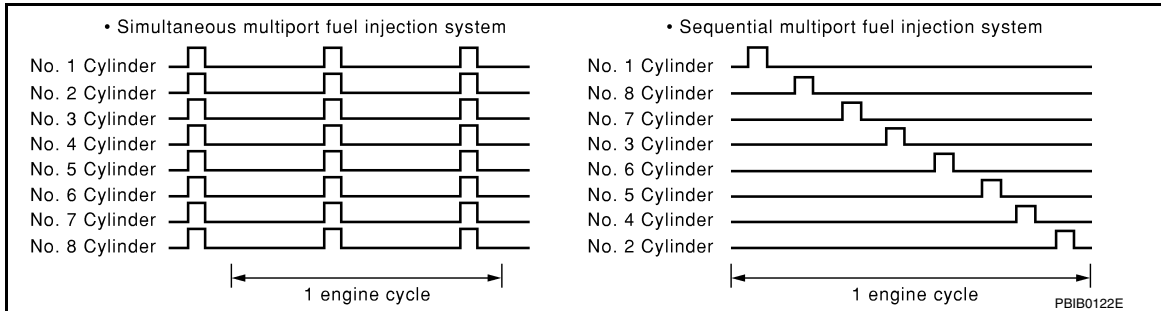 • Simultaneous multiport fuel injection system
No. 1 Cylinder
No. 2 Cylinder
No. 3 Cylinder
No. 4 Cylinder
No. 5 Cylinder
No. 6 Cylinder
No. 7 Cylinder
No. 8 Cylinder
1 engine cycle
• Sequential multiport fuel injection system
No. 1 Cylinder
No. 8 Cylinder
No. 7 Cylinder
No. 3 Cylinder
No. 6 Cylinder
No. 5 Cylinder
No. 4 Cylinder
No. 2 Cylinder
1 engine cycle
PBIB0122E